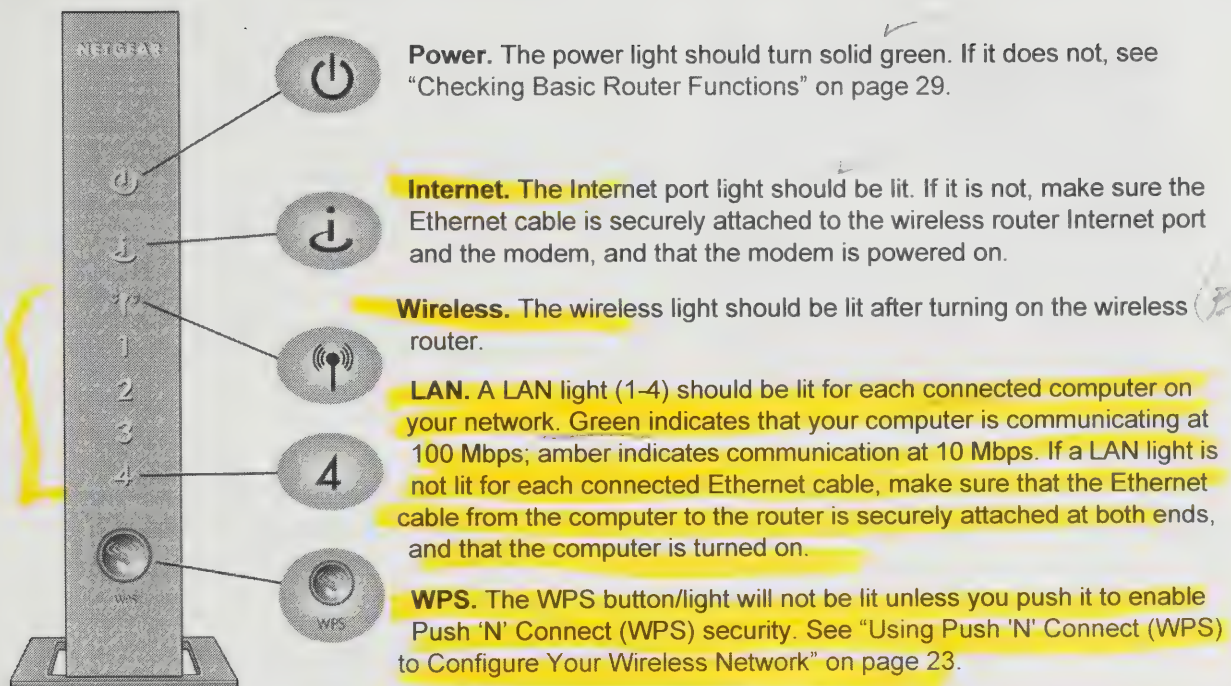 NETGEAR
Power. The power light should turn solid green. If it does not, see
“Checking Basic Router Functions” on page 29.
Internet. The Internet port light should be lit. If it is not, make sure the
Ethernet cable is securely attached to the wireless router Internet port
and the modem, and that the modem is powered on.
Wireless. The wireless light should be lit after turning on the wireless
router.
1
2
3
4
LAN. A LAN light (1-4) should be lit for each connected computer on
your network. Green indicates that your computer is communicating at
100 Mbps; amber indicates communication at 10 Mbps. If a LAN light is
not lit for each connected Ethernet cable, make sure that the Ethernet
cable from the computer to the router is securely attached at both ends,
and that the computer is turned on.
4
WPS
WPS
WPS. The WPS button/light will not be lit unless you push it to enable
Push 'N' Connect (WPS) security. See “Using Push 'N' Connect (WPS)
to Configure Your Wireless Network” on page 23.